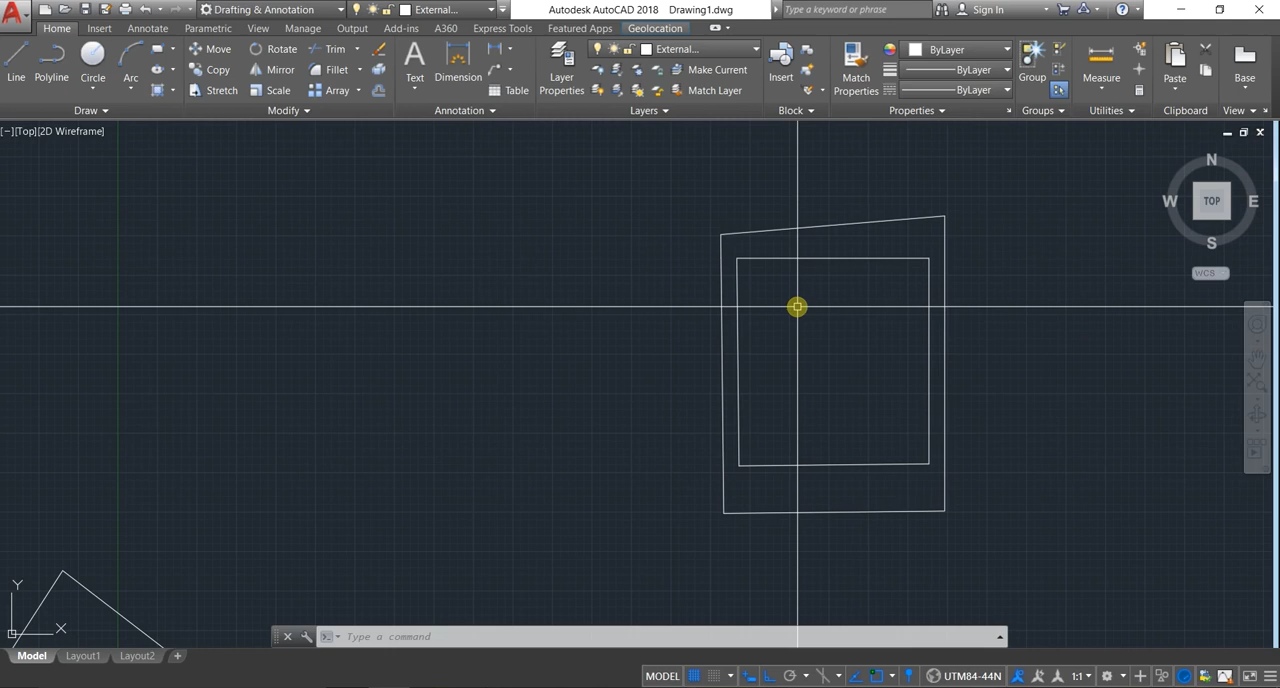 Drafting & Annotation External... Autodesk AutoCAD 2018 Drawing1.dwg Type a keyword or phrase Sign In
Home Insert Annotate Parametric View Manage Output Add-ins A360 Express Tools Featured Apps Geolocation
Line Polyline Circle Arc Move Rotate Trim Text Dimension Layer Properties External... Insert Match Properties ByLayer Group Measure Paste Base
Copy Mirror Fillet Make Current ByLayer
Stretch Scale Array Table Match Layer ByLayer
Draw Modify Annotation Layers Block Properties Groups Utilities Clipboard View
[−][Top][2D Wireframe]
N
W TOP E
S
WCS
Y
X
Type a command
Model Layout1 Layout2 +
MODEL UTM84-44N 1:1